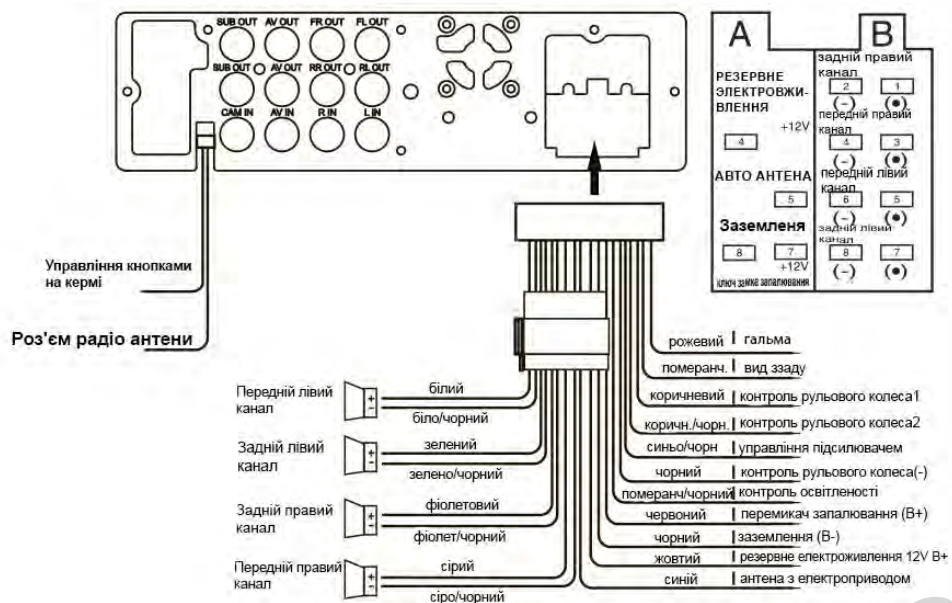 SUB OUT AV OUT FR OUT FL OUT
SUB OUT AV OUT RR OUT RL OUT
CAM IN AV IN R IN L IN
A
РЕЗЕРВНЕ
ЭЛЕКТРОВЖИ-
ВЛЕННЯ
+12V
4
АВТО АНТЕНА
5
Заземленя
8 7
+12V
ключ замка запалювання
B
задній правий
канал
2 1
(-) (●)
передній правий
канал
4 3
(-) (●)
передній лівий
канал
6 5
(-) (●)
задній лівий
канал
8 7
(-) (●)
Управління кнопками
на кермі
Роз'єм радіо антени
Передній лівий
канал
+
-
білий
біло/чорний
Задній лівий
канал
+
-
зелений
зелено/чорний
Задній правий
канал
+
-
фіолетовий
фіолет/чорний
Передній правий
канал
+
-
сірий
сіро/чорний
рожевий | гальма
померанч. | вид ззаду
коричневий | контроль рульового колеса1
коричн./чорн. | контроль рульового колеса2
синьо/чорн | управління підсилювачем
чорний | контроль рульового колеса(-)
померанч/чорний | контроль освітленості
червоний | перемикач запалювання (B+)
чорний | заземлення (B-)
жовтий | резервне електроживлення 12V B+
синій | антена з електроприводом